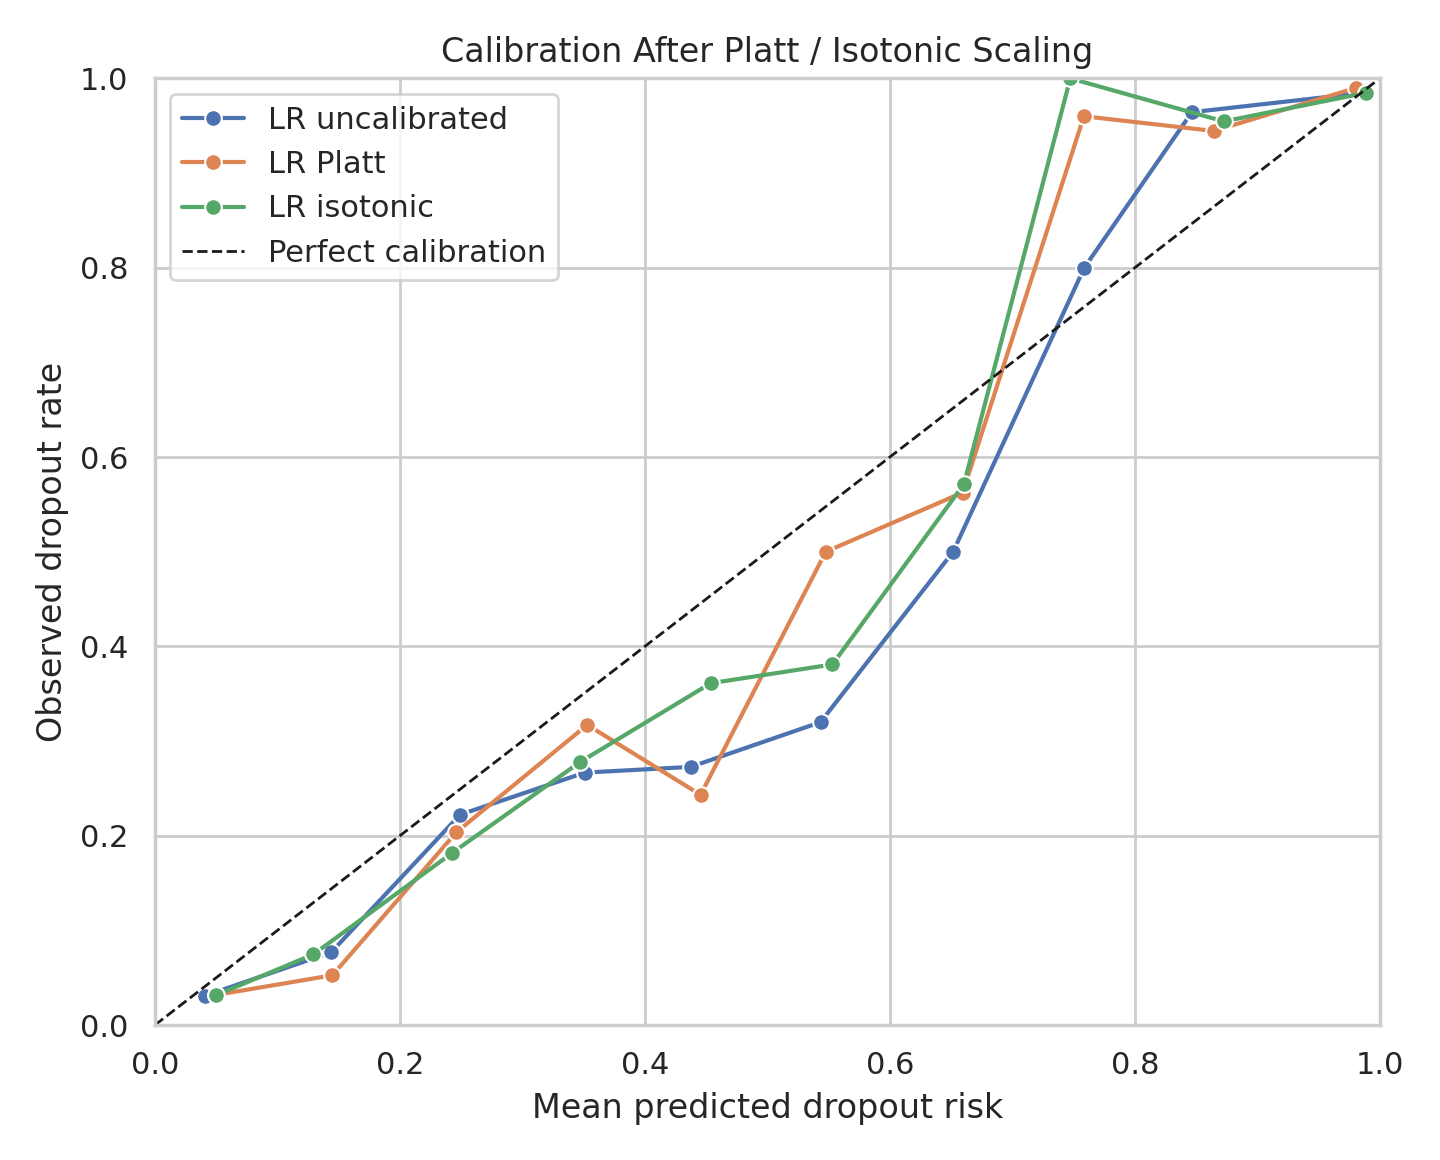 Calibration After Platt / Isotonic Scaling
1.0
0.8
0.6
0.4
0.2
0.0
Observed dropout rate
LR uncalibrated
LR Platt
LR isotonic
Perfect calibration
0.0 0.2 0.4 0.6 0.8 1.0
Mean predicted dropout risk